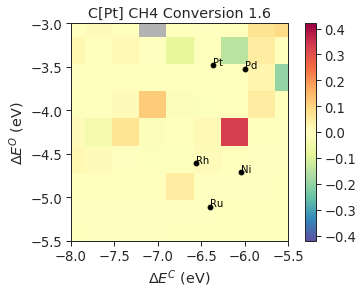 C[Pt] CH4 Conversion 1.6
−3.0
−3.5
−4.0
−4.5
−5.0
−5.5
ΔE^O (eV)
Pt
Pd
Rh
Ni
Ru
−8.0 −7.5 −7.0 −6.5 −6.0 −5.5
ΔE^C (eV)
0.4
0.3
0.2
0.1
0.0
−0.1
−0.2
−0.3
−0.4